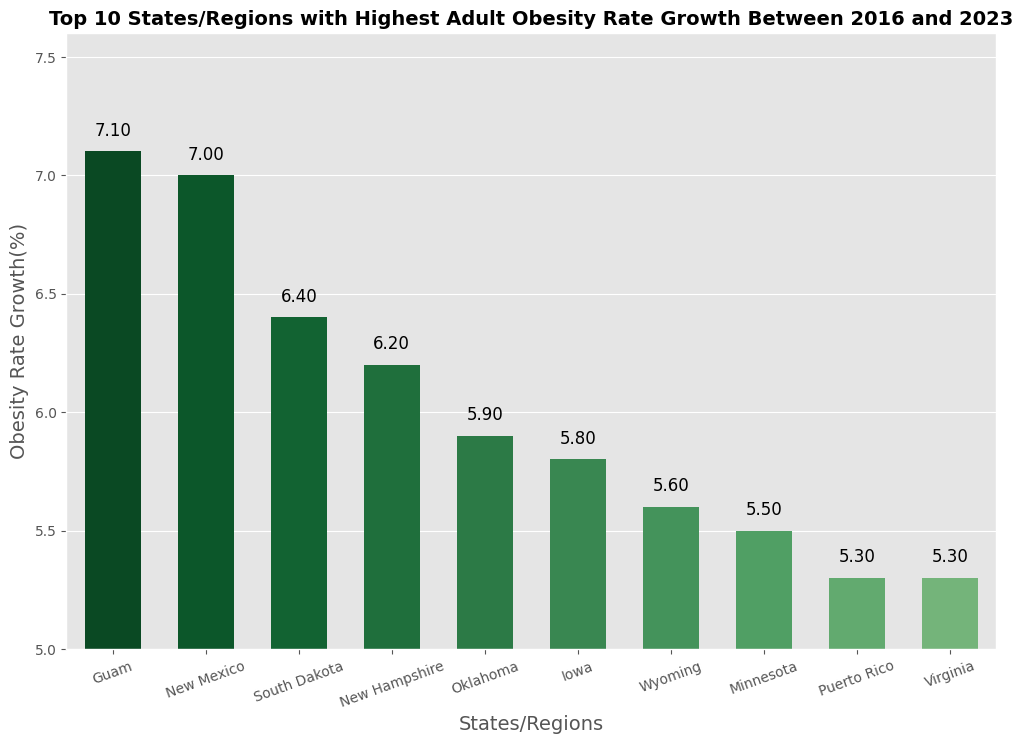 Top 10 States/Regions with Highest Adult Obesity Rate Growth Between 2016 and 2023
Obesity Rate Growth(%)
7.5
7.0
6.5
6.0
5.5
5.0
7.10
7.00
6.40
6.20
5.90
5.80
5.60
5.50
5.30
5.30
Guam
New Mexico
South Dakota
New Hampshire
Oklahoma
Iowa
Wyoming
Minnesota
Puerto Rico
Virginia
States/Regions